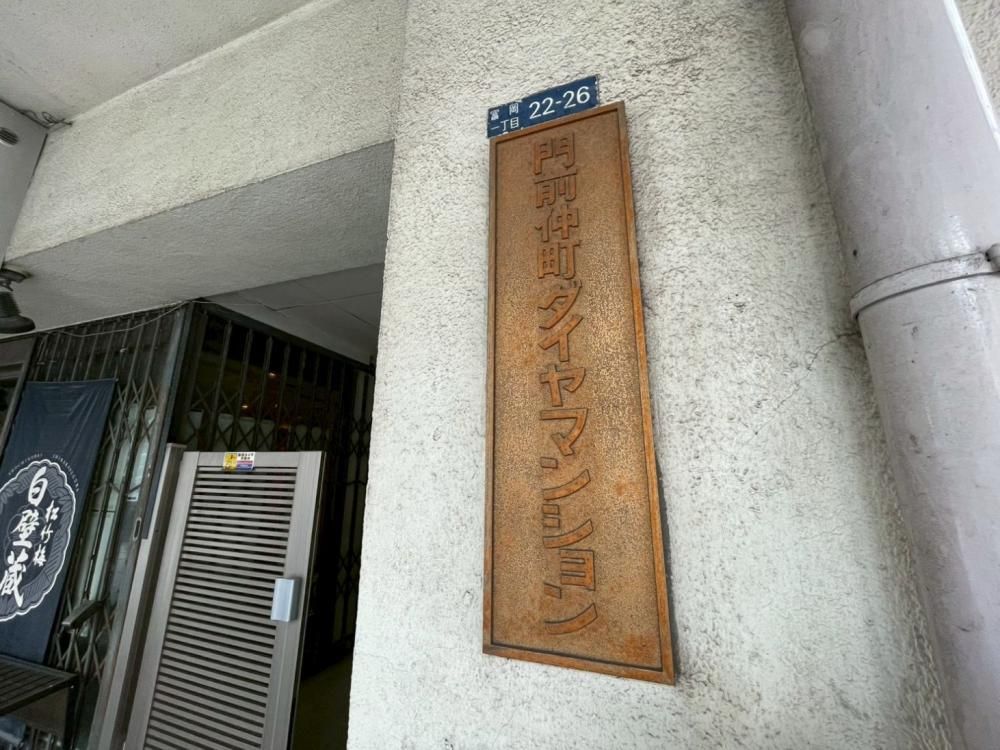 富岡
一丁目
22-26
門前仲町ダイヤマンション
松竹梅
白壁蔵